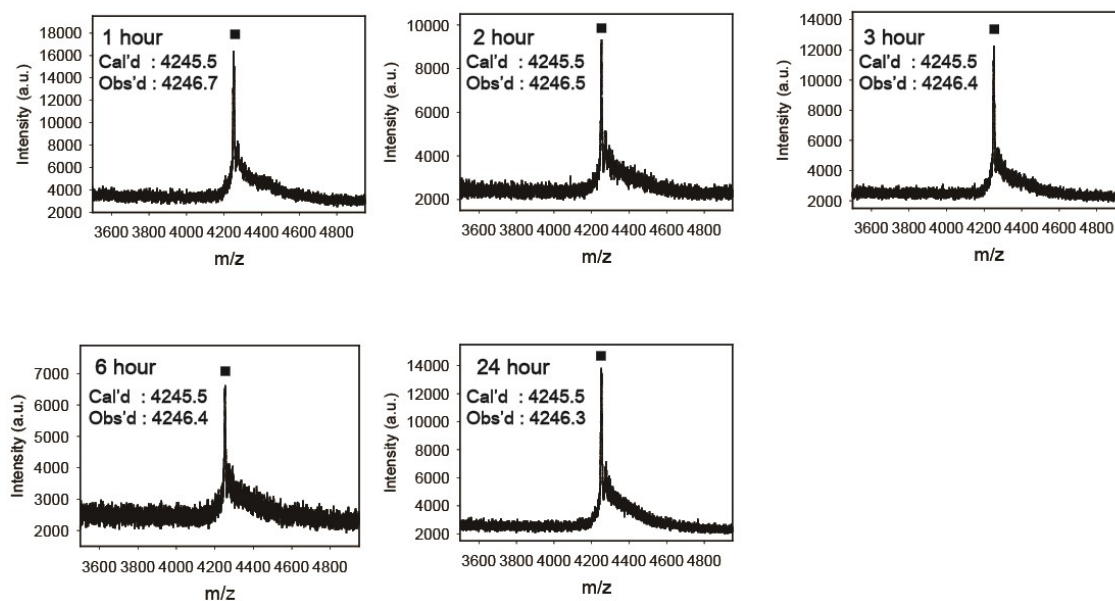 1 hour
Cal'd : 4245.5
Obs'd : 4246.7
Intensity (a.u.)
18000
16000
14000
12000
10000
8000
6000
4000
2000
3600 3800 4000 4200 4400 4600 4800
m/z
2 hour
Cal'd : 4245.5
Obs'd : 4246.5
Intensity (a.u.)
10000
8000
6000
4000
2000
3600 3800 4000 4200 4400 4600 4800
m/z
3 hour
Cal'd : 4245.5
Obs'd : 4246.4
Intensity (a.u.)
14000
12000
10000
8000
6000
4000
2000
3600 3800 4000 4200 4400 4600 4800
m/z
6 hour
Cal'd : 4245.5
Obs'd : 4246.4
Intensity (a.u.)
7000
6000
5000
4000
3000
2000
3600 3800 4000 4200 4400 4600 4800
m/z
24 hour
Cal'd : 4245.5
Obs'd : 4246.3
Intensity (a.u.)
14000
12000
10000
8000
6000
4000
2000
3600 3800 4000 4200 4400 4600 4800
m/z